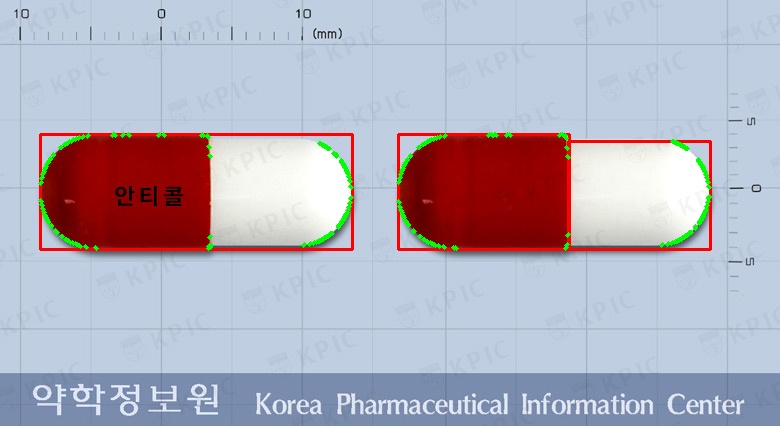 10 0 10
(mm)
KPIC
5
0
5
안티콜
약학정보원 Korea Pharmaceutical Information Center